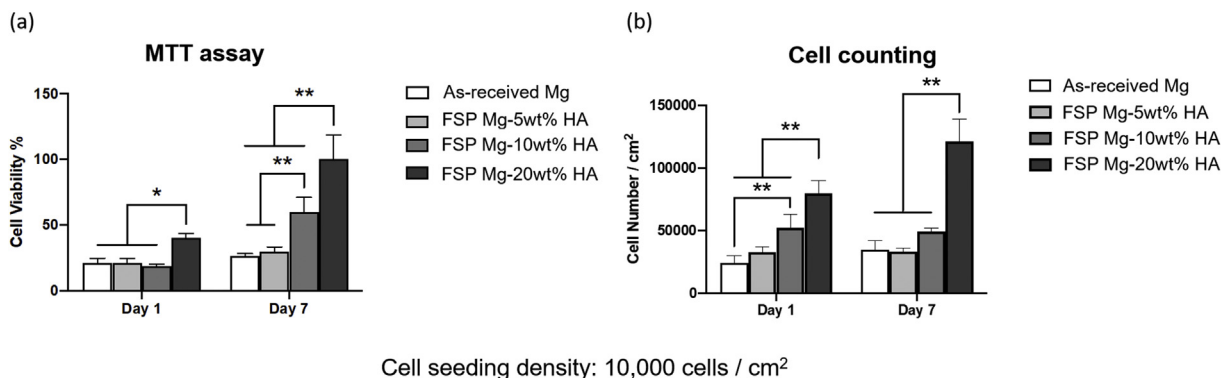 (a)
MTT assay
Cell Viability %
150
100
50
0
*
**
**
Day 1
Day 7
As-received Mg
FSP Mg-5wt% HA
FSP Mg-10wt% HA
FSP Mg-20wt% HA
(b)
Cell counting
Cell Number / cm²
150000
100000
50000
0
**
**
**
Day 1
Day 7
As-received Mg
FSP Mg-5wt% HA
FSP Mg-10wt% HA
FSP Mg-20wt% HA
Cell seeding density: 10,000 cells / cm²